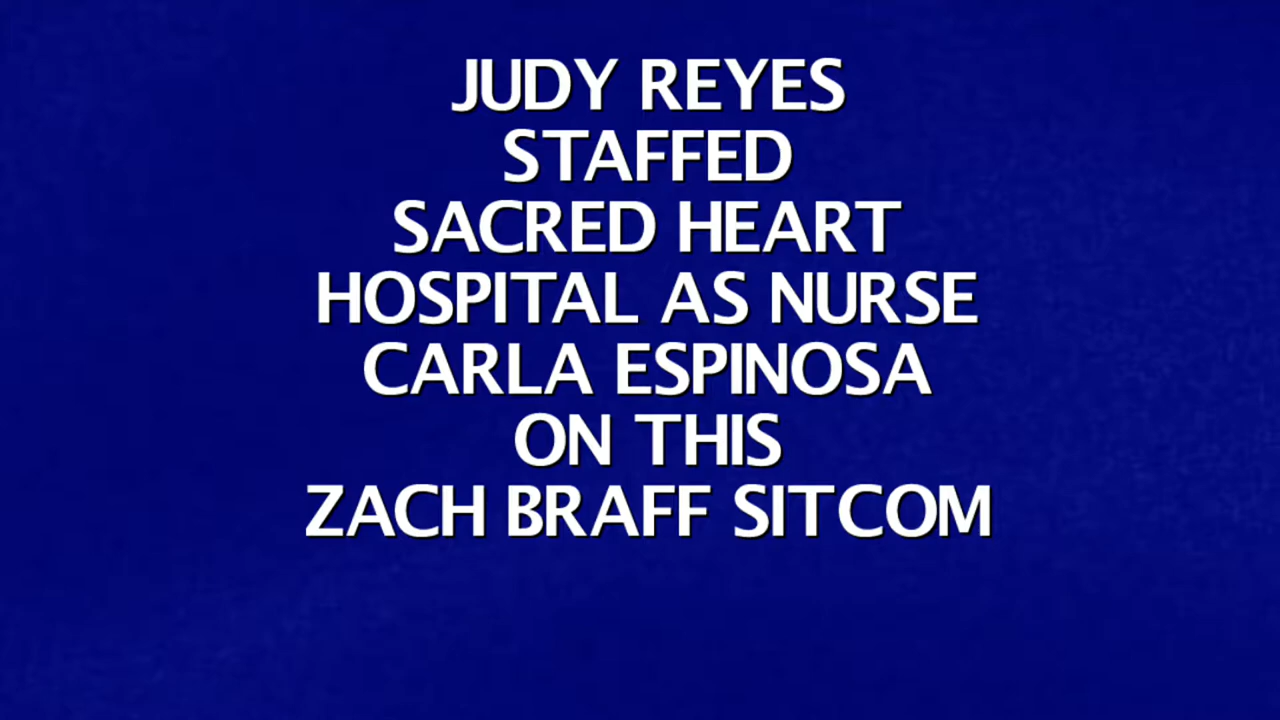 JUDY REYES
STAFFED
SACRED HEART
HOSPITAL AS NURSE
CARLA ESPINOSA
ON THIS
ZACH BRAFF SITCOM